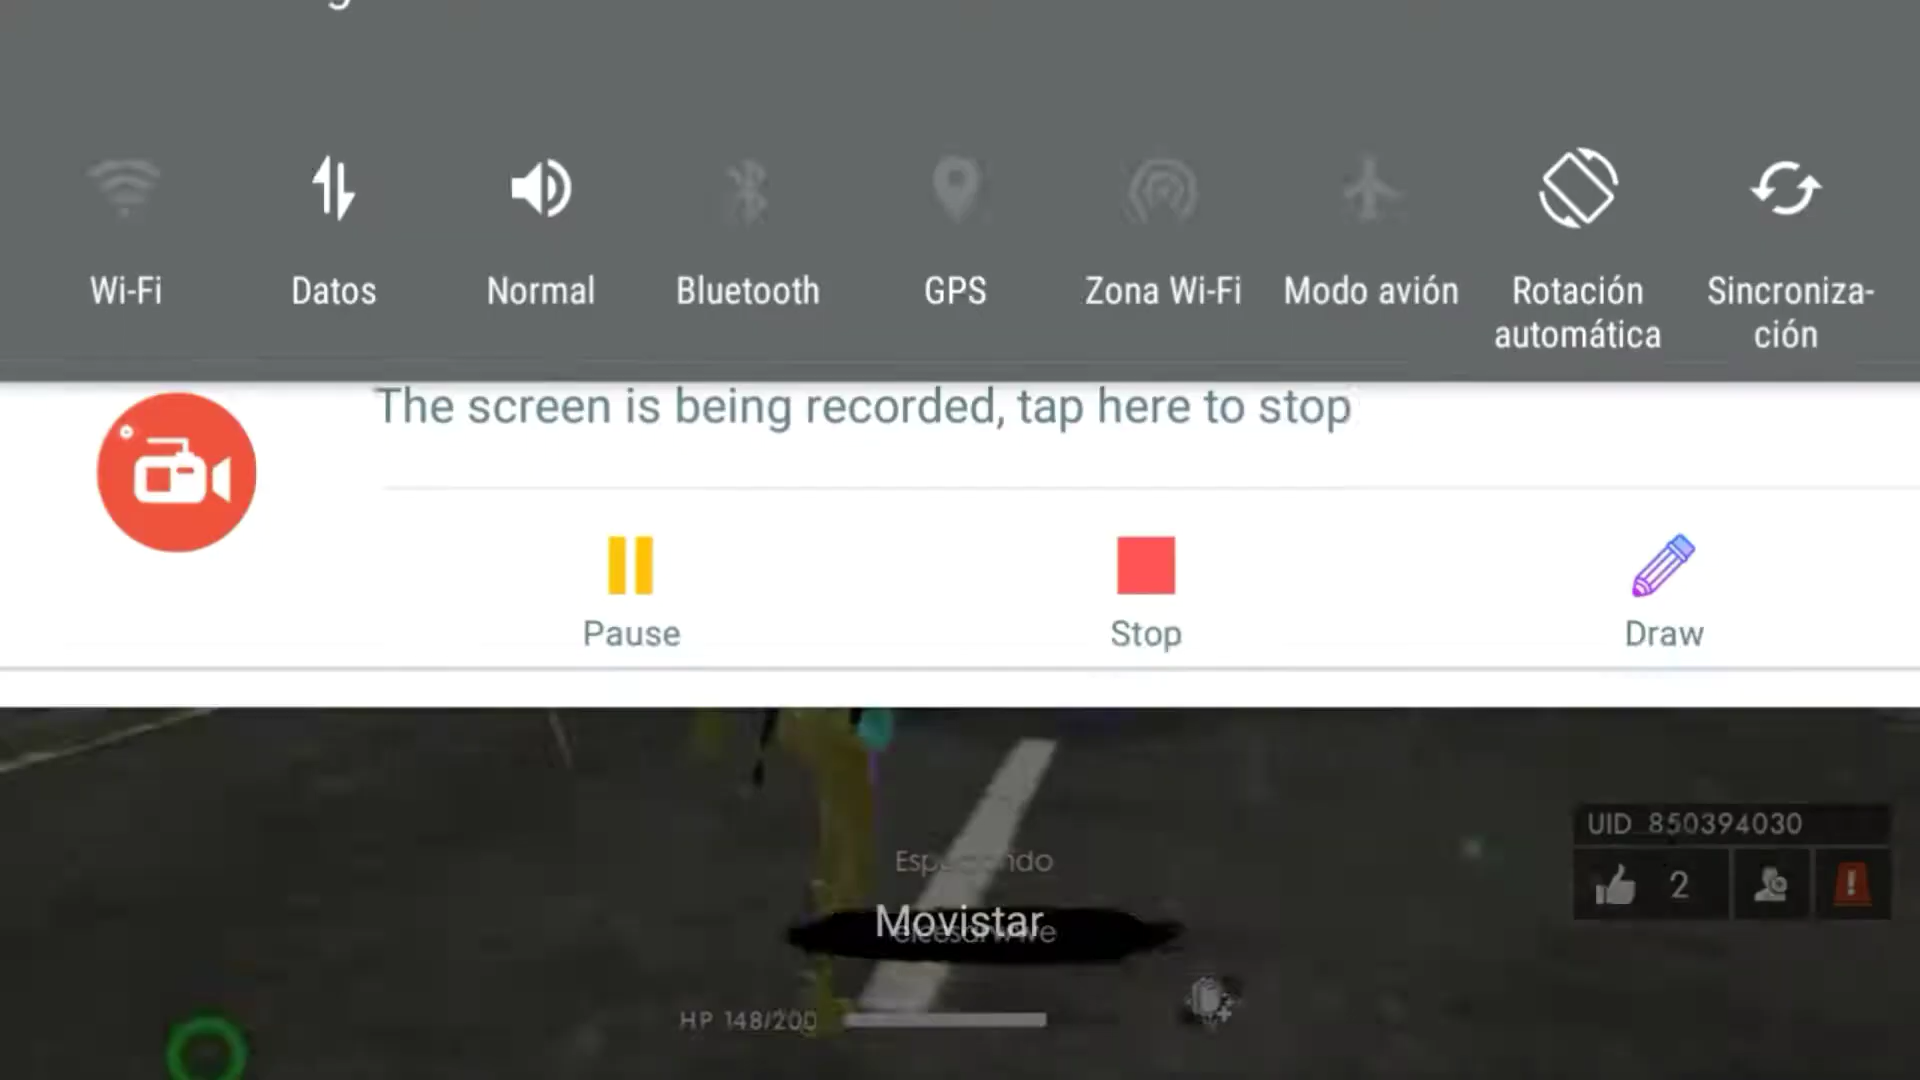 Wi-Fi
Datos
Normal
Bluetooth
GPS
Zona Wi-Fi
Modo avión
Rotación
automática
Sincroniza-
ción
The screen is being recorded, tap here to stop
Pause
Stop
Draw
UID 850394030
2
Movistar
HP 148/200